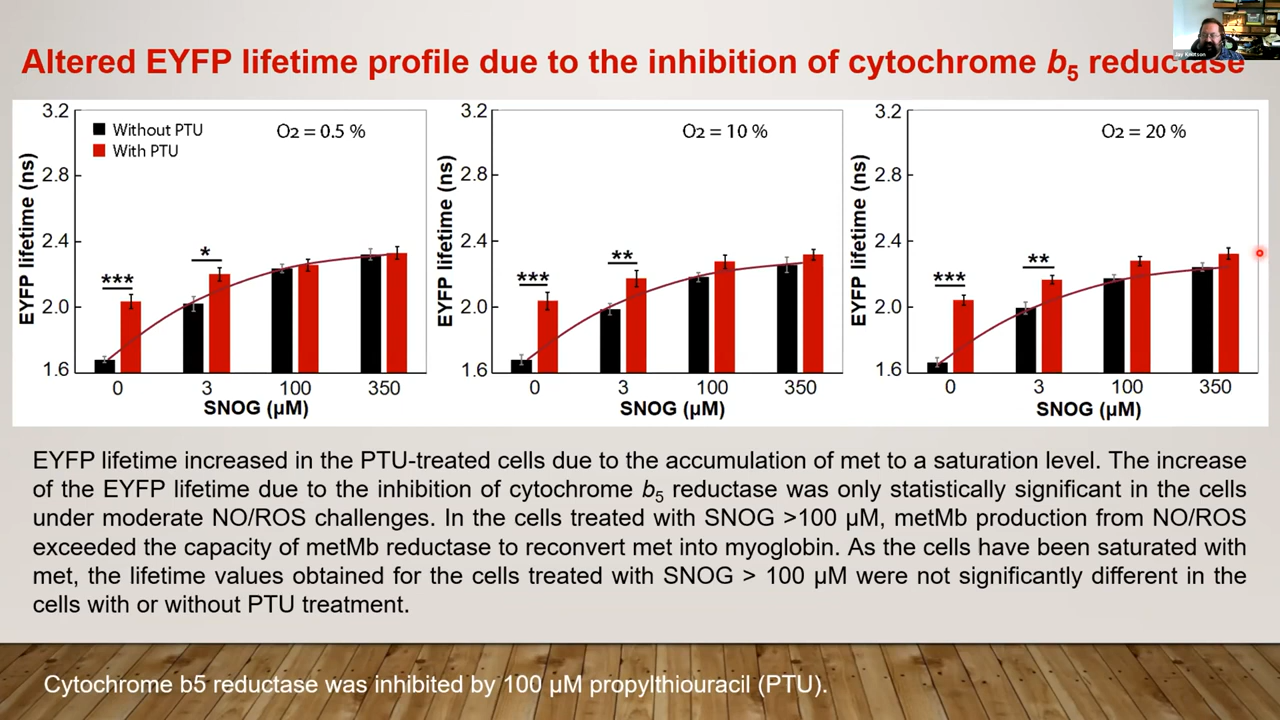 Jay Knutson
Altered EYFP lifetime profile due to the inhibition of cytochrome b5 reductase
3.2
2.8
2.4
2.0
1.6
EYFP lifetime (ns)
Without PTU
With PTU
O2 = 0.5 %
***
*
0 3 100 350
SNOG (µM)
3.2
2.8
2.4
2.0
1.6
EYFP lifetime (ns)
O2 = 10 %
***
**
0 3 100 350
SNOG (µM)
3.2
2.8
2.4
2.0
1.6
EYFP lifetime (ns)
O2 = 20 %
***
**
0 3 100 350
SNOG (µM)
EYFP lifetime increased in the PTU-treated cells due to the accumulation of met to a saturation level. The increase
of the EYFP lifetime due to the inhibition of cytochrome b5 reductase was only statistically significant in the cells
under moderate NO/ROS challenges. In the cells treated with SNOG >100 µM, metMb production from NO/ROS
exceeded the capacity of metMb reductase to reconvert met into myoglobin. As the cells have been saturated with
met, the lifetime values obtained for the cells treated with SNOG > 100 µM were not significantly different in the
cells with or without PTU treatment.
Cytochrome b5 reductase was inhibited by 100 µM propylthiouracil (PTU).